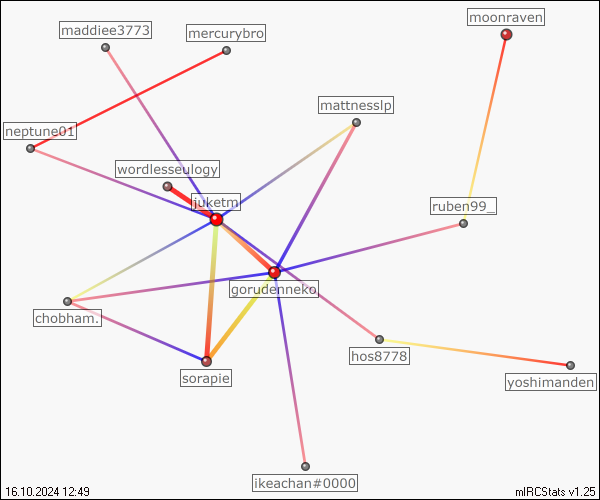 moonraven
maddiee3773
mercurybro
mattnesslp
neptune01
wordlesseulogy
juketm
ruben99_
gorudenneko.
chobham.
hos8778
sorapie
yoshimanden
ikeachan#0000
16.10.2024 12:49
mIRCStats v1.25